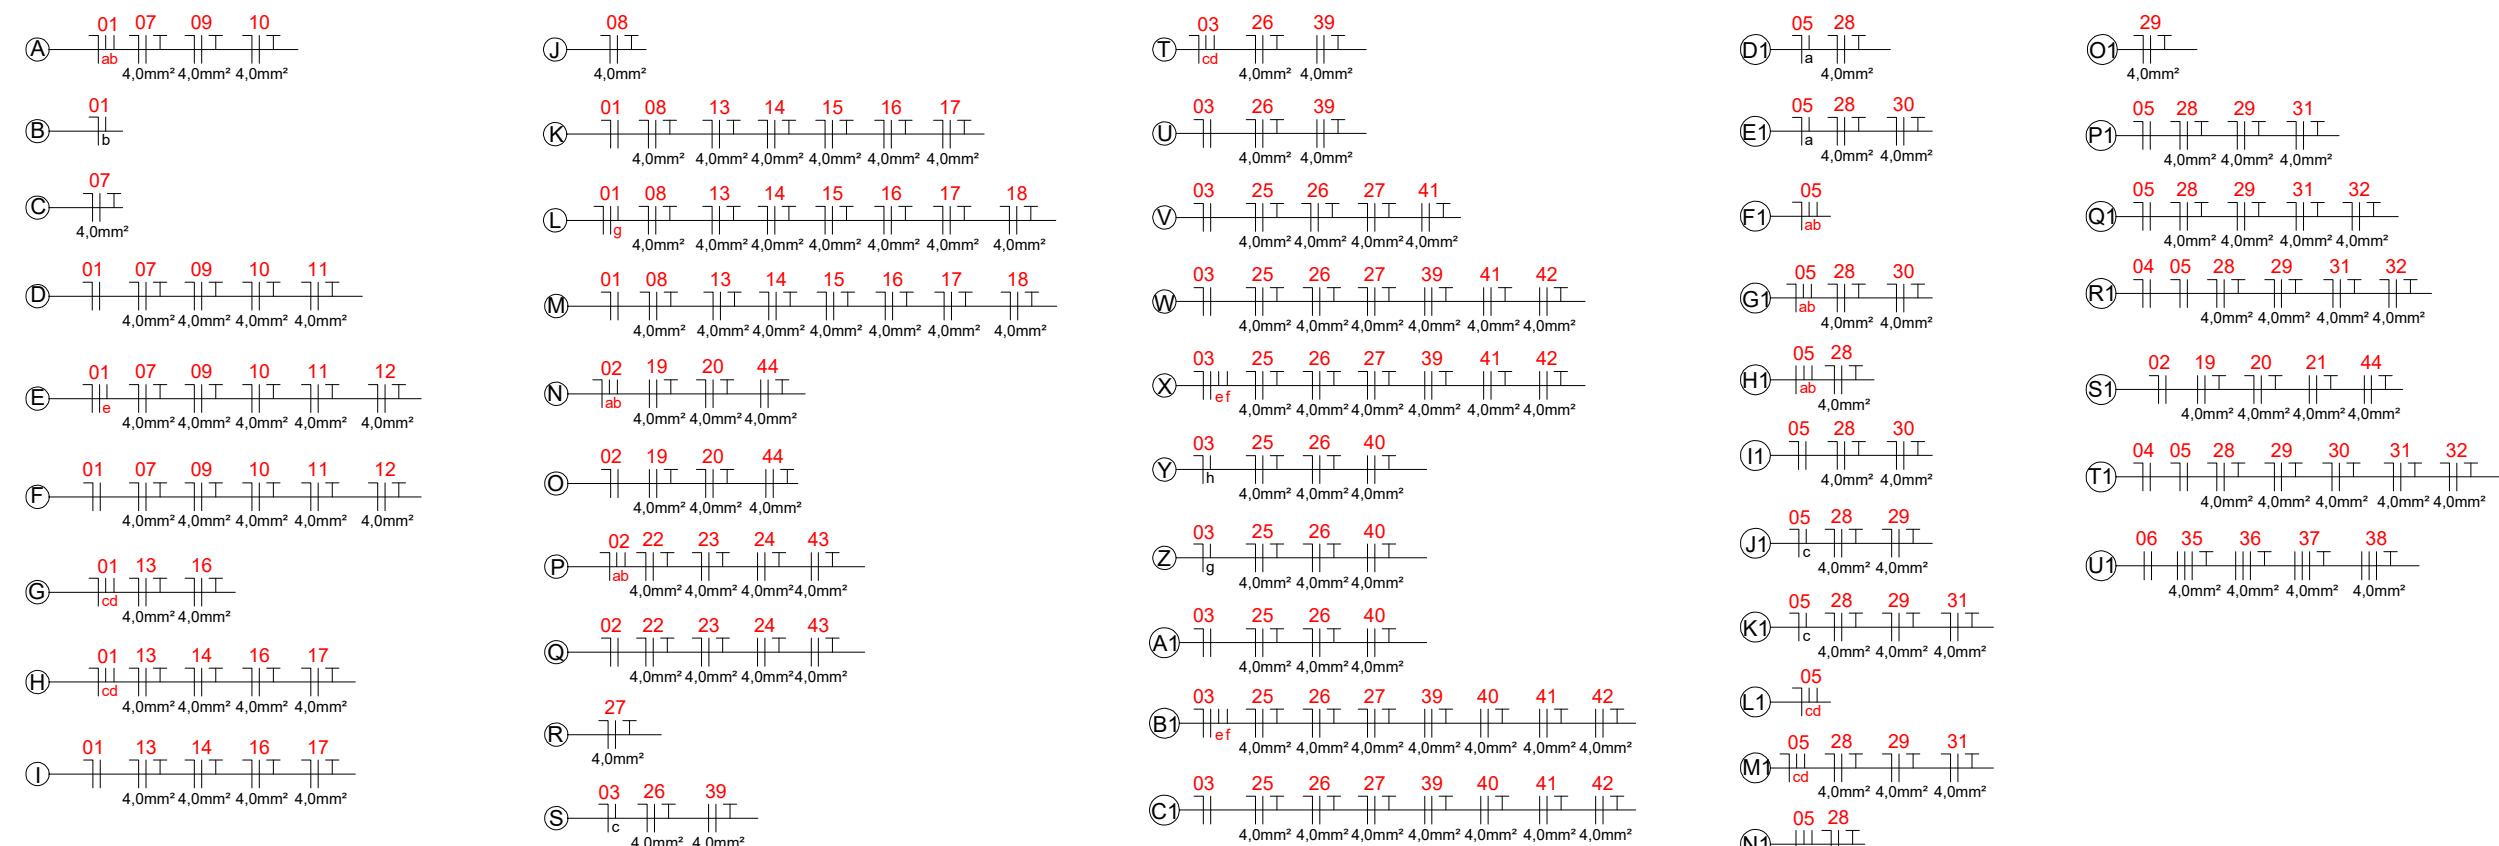 A 01 07 09 10
ab 4,0mm² 4,0mm² 4,0mm²
B 01
b
C 07
4,0mm²
D 01 07 09 10 11
4,0mm² 4,0mm² 4,0mm² 4,0mm²
E 01 07 09 10 11 12
e 4,0mm² 4,0mm² 4,0mm² 4,0mm² 4,0mm²
F 01 07 09 10 11 12
4,0mm² 4,0mm² 4,0mm² 4,0mm² 4,0mm²
G 01 13 16
cd 4,0mm² 4,0mm²
H 01 13 14 16 17
cd 4,0mm² 4,0mm² 4,0mm² 4,0mm²
I 01 13 14 16 17
4,0mm² 4,0mm² 4,0mm² 4,0mm²
J 08
4,0mm²
K 01 08 13 14 15 16 17
4,0mm² 4,0mm² 4,0mm² 4,0mm² 4,0mm² 4,0mm²
L 01 08 13 14 15 16 17 18
g 4,0mm² 4,0mm² 4,0mm² 4,0mm² 4,0mm² 4,0mm² 4,0mm²
M 01 08 13 14 15 16 17 18
4,0mm² 4,0mm² 4,0mm² 4,0mm² 4,0mm² 4,0mm² 4,0mm²
N 02 19 20 44
ab 4,0mm² 4,0mm² 4,0mm²
O 02 19 20 44
4,0mm² 4,0mm² 4,0mm²
P 02 22 23 24 43
ab 4,0mm² 4,0mm² 4,0mm² 4,0mm²
Q 02 22 23 24 43
4,0mm² 4,0mm² 4,0mm² 4,0mm²
R 27
4,0mm²
S 03 26 39
c 4,0mm² 4,0mm²
T 03 26 39
cd 4,0mm² 4,0mm²
U 03 26 39
4,0mm² 4,0mm²
V 03 25 26 27 41
4,0mm² 4,0mm² 4,0mm² 4,0mm²
W 03 25 26 27 39 41 42
4,0mm² 4,0mm² 4,0mm² 4,0mm² 4,0mm² 4,0mm²
X 03 25 26 27 39 41 42
e f 4,0mm² 4,0mm² 4,0mm² 4,0mm² 4,0mm² 4,0mm²
Y 03 25 26 40
h 4,0mm² 4,0mm² 4,0mm²
Z 03 25 26 40
g 4,0mm² 4,0mm² 4,0mm²
A1 03 25 26 40
4,0mm² 4,0mm² 4,0mm²
B1 03 25 26 27 39 40 41 42
e f 4,0mm² 4,0mm² 4,0mm² 4,0mm² 4,0mm² 4,0mm² 4,0mm²
C1 03 25 26 27 39 40 41 42
4,0mm² 4,0mm² 4,0mm² 4,0mm² 4,0mm² 4,0mm² 4,0mm²
D1 05 28
a 4,0mm²
E1 05 28 30
a 4,0mm² 4,0mm²
F1 05
ab
G1 05 28 30
ab 4,0mm² 4,0mm²
H1 05 28
ab 4,0mm²
I1 05 28 30
4,0mm² 4,0mm²
J1 05 28 29
c 4,0mm² 4,0mm²
K1 05 28 29 31
c 4,0mm² 4,0mm² 4,0mm²
L1 05
cd
M1 05 28 29 31
cd 4,0mm² 4,0mm² 4,0mm²
N1 05 28
O1 29
4,0mm²
P1 05 28 29 31
4,0mm² 4,0mm² 4,0mm²
Q1 05 28 29 31 32
4,0mm² 4,0mm² 4,0mm² 4,0mm²
R1 04 05 28 29 31 32
4,0mm² 4,0mm² 4,0mm² 4,0mm²
S1 02 19 20 21 44
4,0mm² 4,0mm² 4,0mm² 4,0mm²
T1 04 05 28 29 30 31 32
4,0mm² 4,0mm² 4,0mm² 4,0mm² 4,0mm²
U1 06 35 36 37 38
4,0mm² 4,0mm² 4,0mm² 4,0mm²